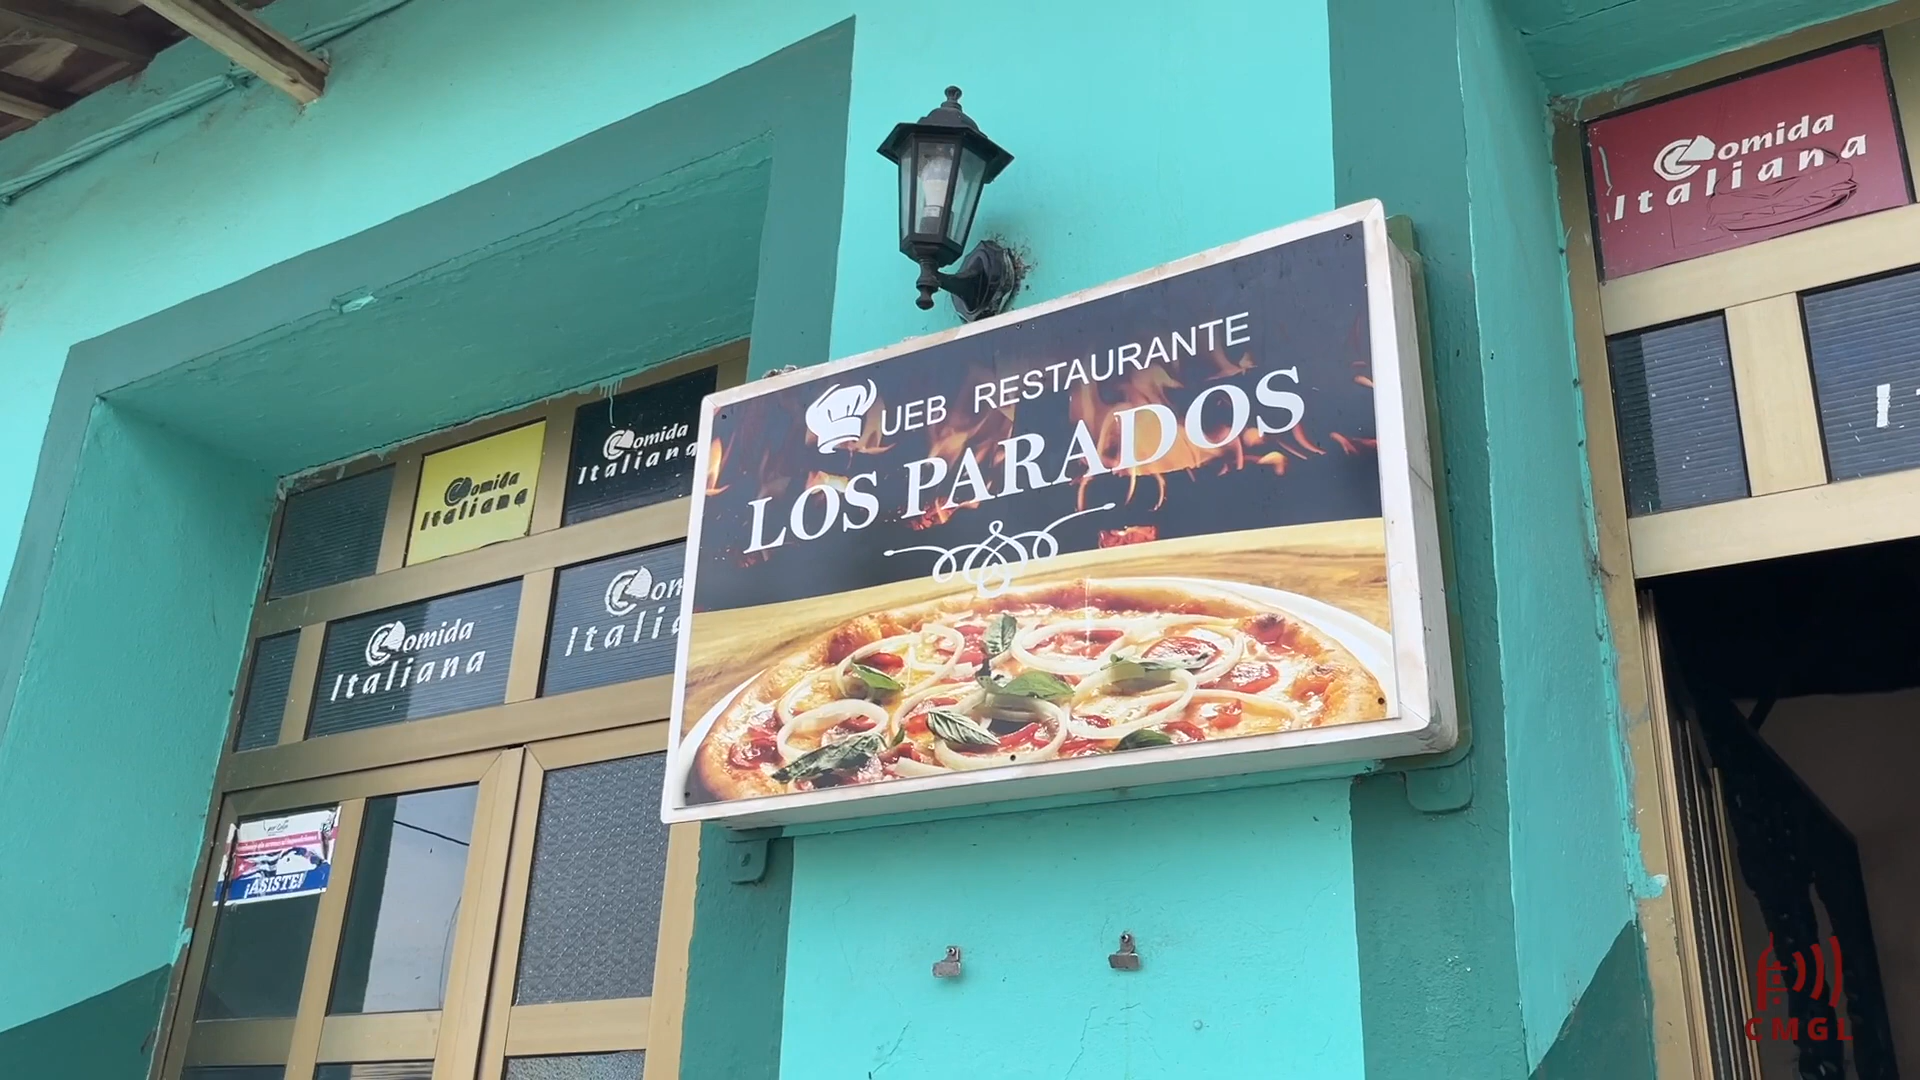 UEB RESTAURANTE
LOS PARADOS
Comida
Italiana
Comida
Italiana
Comida
Italiana
Comida
Italiana
¡ASISTE!
CMGL